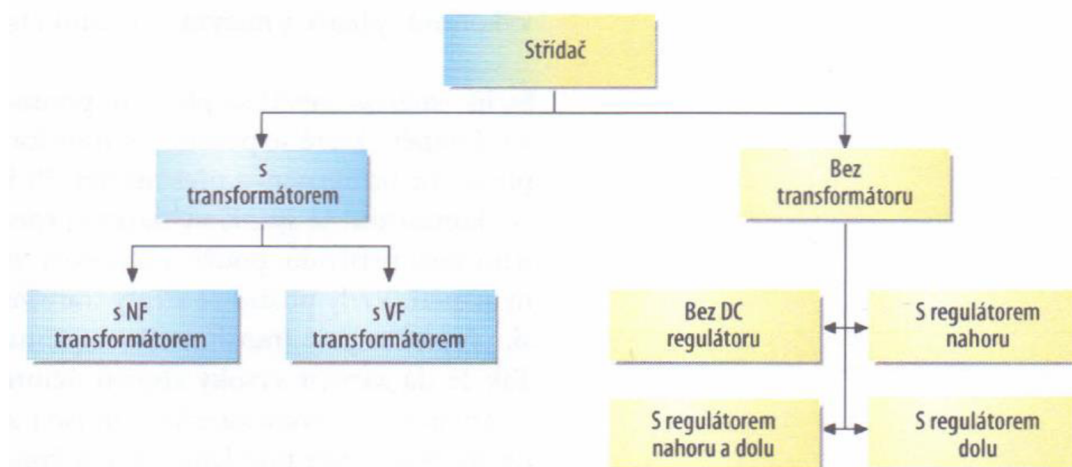 Střídač
s
transformátorem
Bez
transformátoru
s NF
transformátorem
s VF
transformátorem
Bez DC
regulátoru
S regulátorem
nahoru
S regulátorem
nahoru a dolu
S regulátorem
dolu